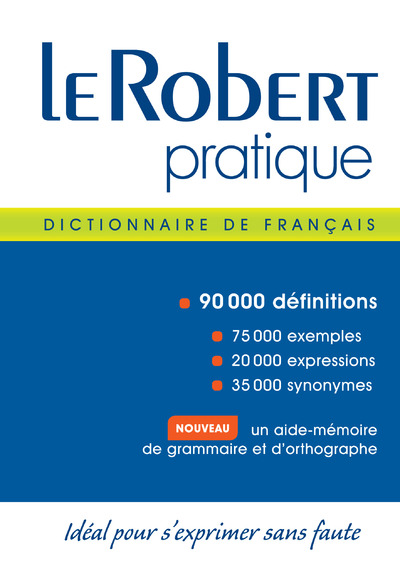 LE ROBERT
pratique
DICTIONNAIRE DE FRANÇAIS
90 000 définitions
75 000 exemples
20 000 expressions
35 000 synonymes
NOUVEAU un aide-mémoire
de grammaire et d'orthographe
Idéal pour s'exprimer sans faute